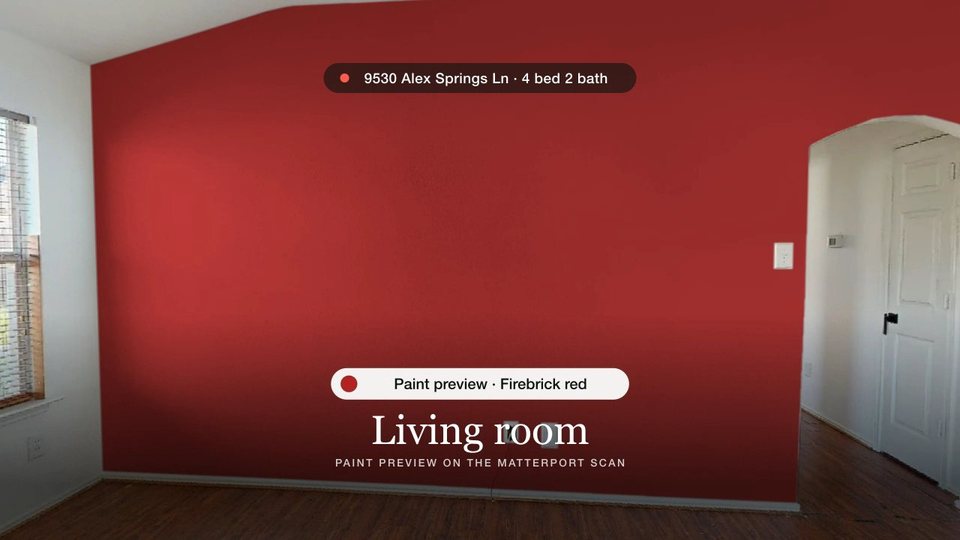 9530 Alex Springs Ln · 4 bed 2 bath
Paint preview · Firebrick red
Living room
PAINT PREVIEW ON THE MATTERPORT SCAN